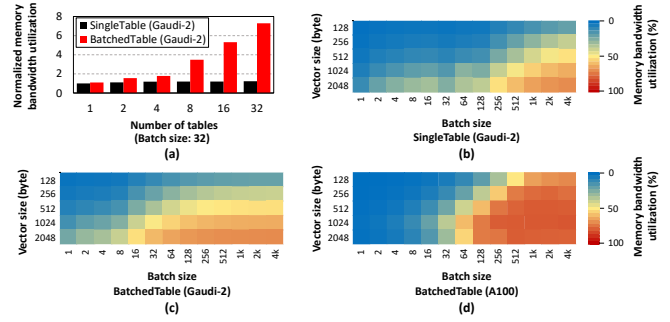 Normalized memory
bandwidth utilization
8
6
4
2
0
SingleTable (Gaudi-2)
BatchedTable (Gaudi-2)
1 2 4 8 16 32
Number of tables
(Batch size: 32)
(a)
Vector size (byte)
128
256
512
1024
2048
1 2 4 8 16 32 64 128 256 512 1k 2k 4k
Batch size
SingleTable (Gaudi-2)
(b)
0
50
100
Memory bandwidth
utilization (%)
Vector size (byte)
128
256
512
1024
2048
1 2 4 8 16 32 64 128 256 512 1k 2k 4k
Batch size
BatchedTable (Gaudi-2)
(c)
Vector size (byte)
128
256
512
1024
2048
1 2 4 8 16 32 64 128 256 512 1k 2k 4k
Batch size
BatchedTable (A100)
(d)
0
50
100
Memory bandwidth
utilization (%)